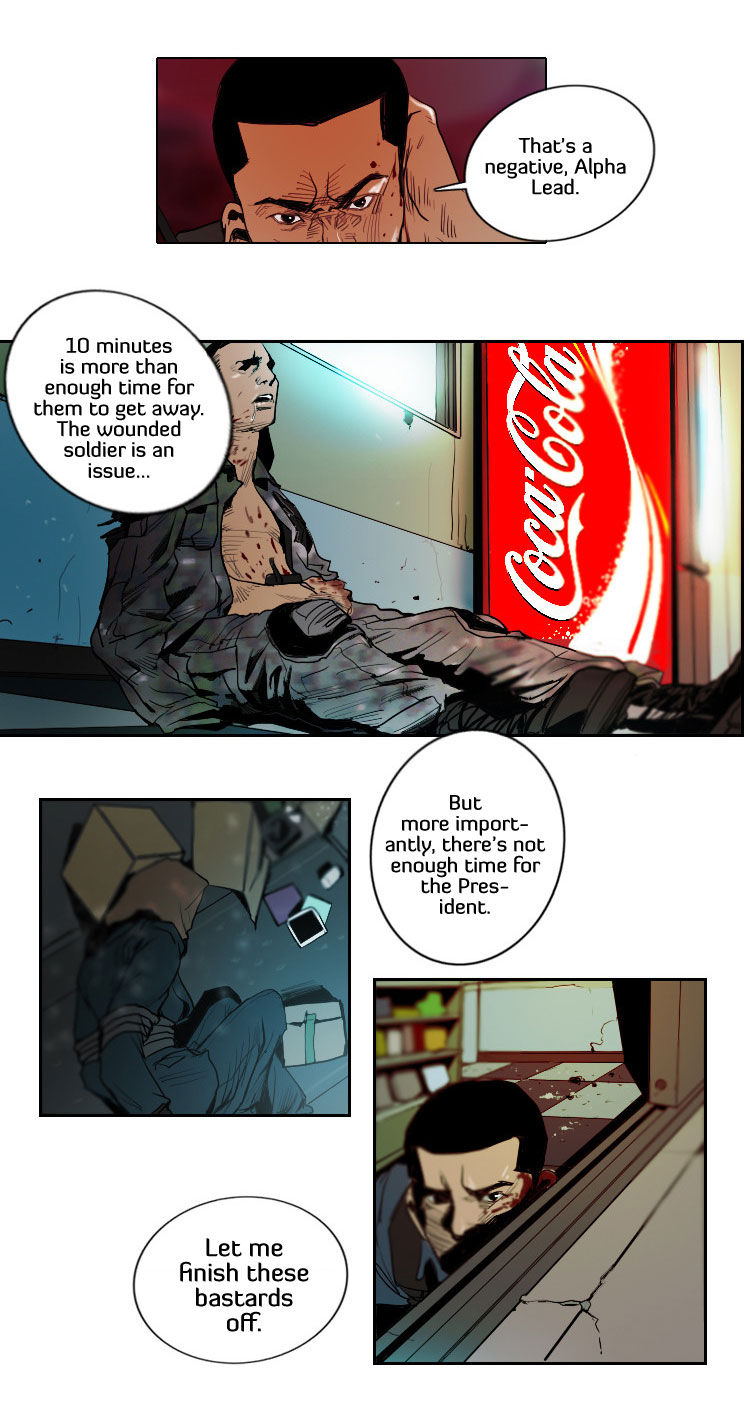 That's a
negative, Alpha
Lead.
10 minutes
is more than
enough time for
them to get away.
The wounded
soldier is an
issue...
Coca-Cola
But
more import-
antly, there's not
enough time for
the Pres-
ident.
Let me
finish these
bastards
off.